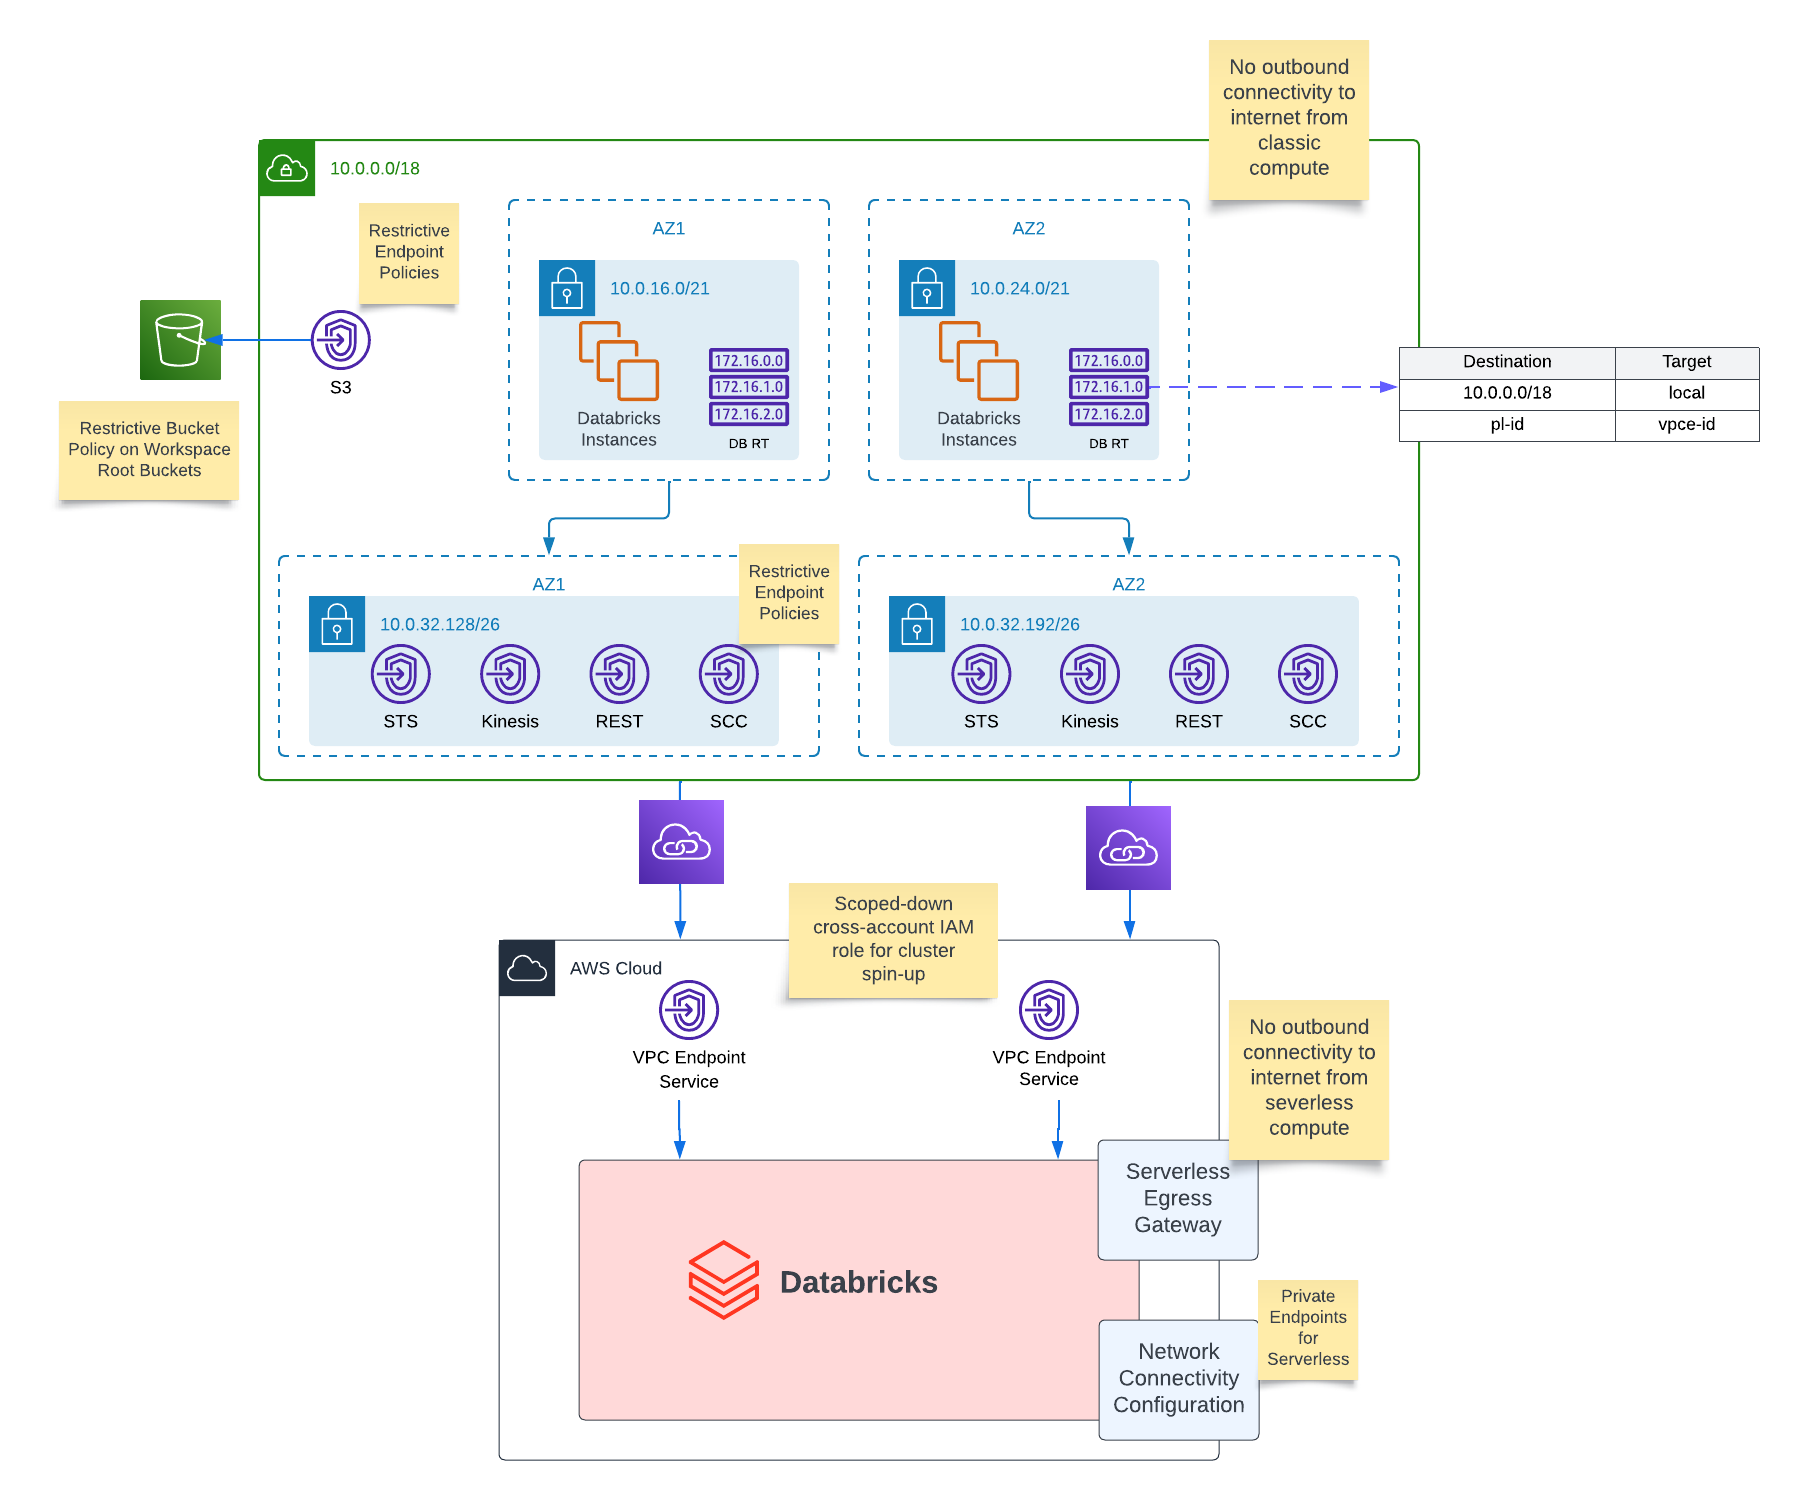 No outbound
connectivity to
internet from
classic
compute
10.0.0.0/18
Restrictive
Endpoint
Policies
AZ1
AZ2
10.0.16.0/21
10.0.24.0/21
172.16.0.0
172.16.1.0
172.16.2.0
Databricks
Instances
DB RT
172.16.0.0
172.16.1.0
172.16.2.0
Databricks
Instances
DB RT
S3
Destination Target
10.0.0.0/18 local
pl-id vpce-id
Restrictive Bucket
Policy on Workspace
Root Buckets
AZ1
Restrictive
Endpoint
Policies
AZ2
10.0.32.128/26
10.0.32.192/26
STS Kinesis REST SCC
STS Kinesis REST SCC
Scoped-down
cross-account IAM
role for cluster
spin-up
AWS Cloud
VPC Endpoint
Service
VPC Endpoint
Service
No outbound
connectivity to
internet from
severless
compute
Serverless
Egress
Gateway
Databricks
Private
Endpoints
for
Serverless
Network
Connectivity
Configuration